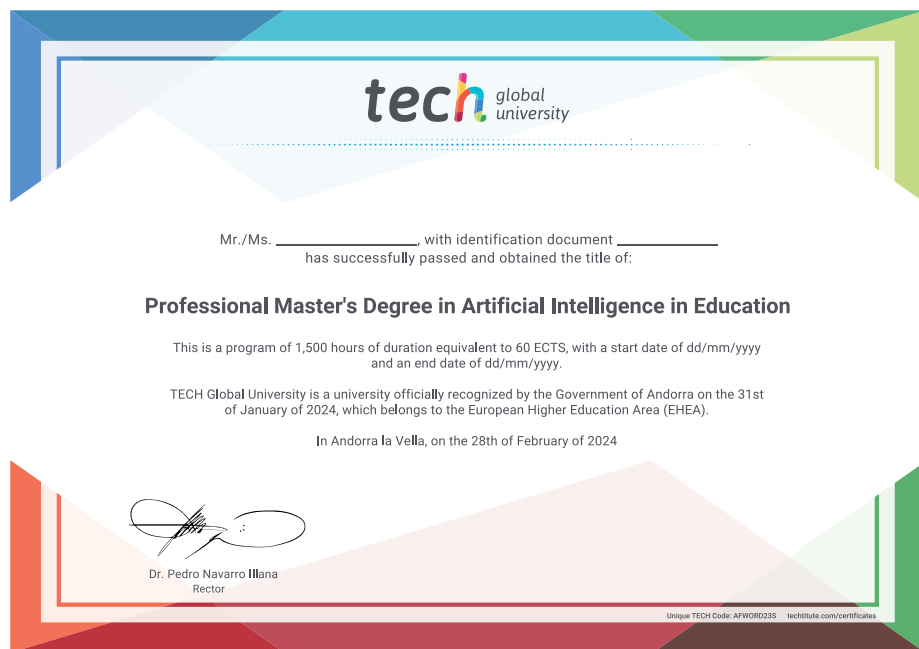 tech global university
Mr./Ms. ____________, with identification document ____________
has successfully passed and obtained the title of:
Professional Master's Degree in Artificial Intelligence in Education
This is a program of 1,500 hours of duration equivalent to 60 ECTS, with a start date of dd/mm/yyyy
and an end date of dd/mm/yyyy.
TECH Global University is a university officially recognized by the Government of Andorra on the 31st
of January of 2024, which belongs to the European Higher Education Area (EHEA).
In Andorra la Vella, on the 28th of February of 2024
Dr. Pedro Navarro Illana
Rector
Unique TECH Code: AFWORD23S techtitute.com/certificates